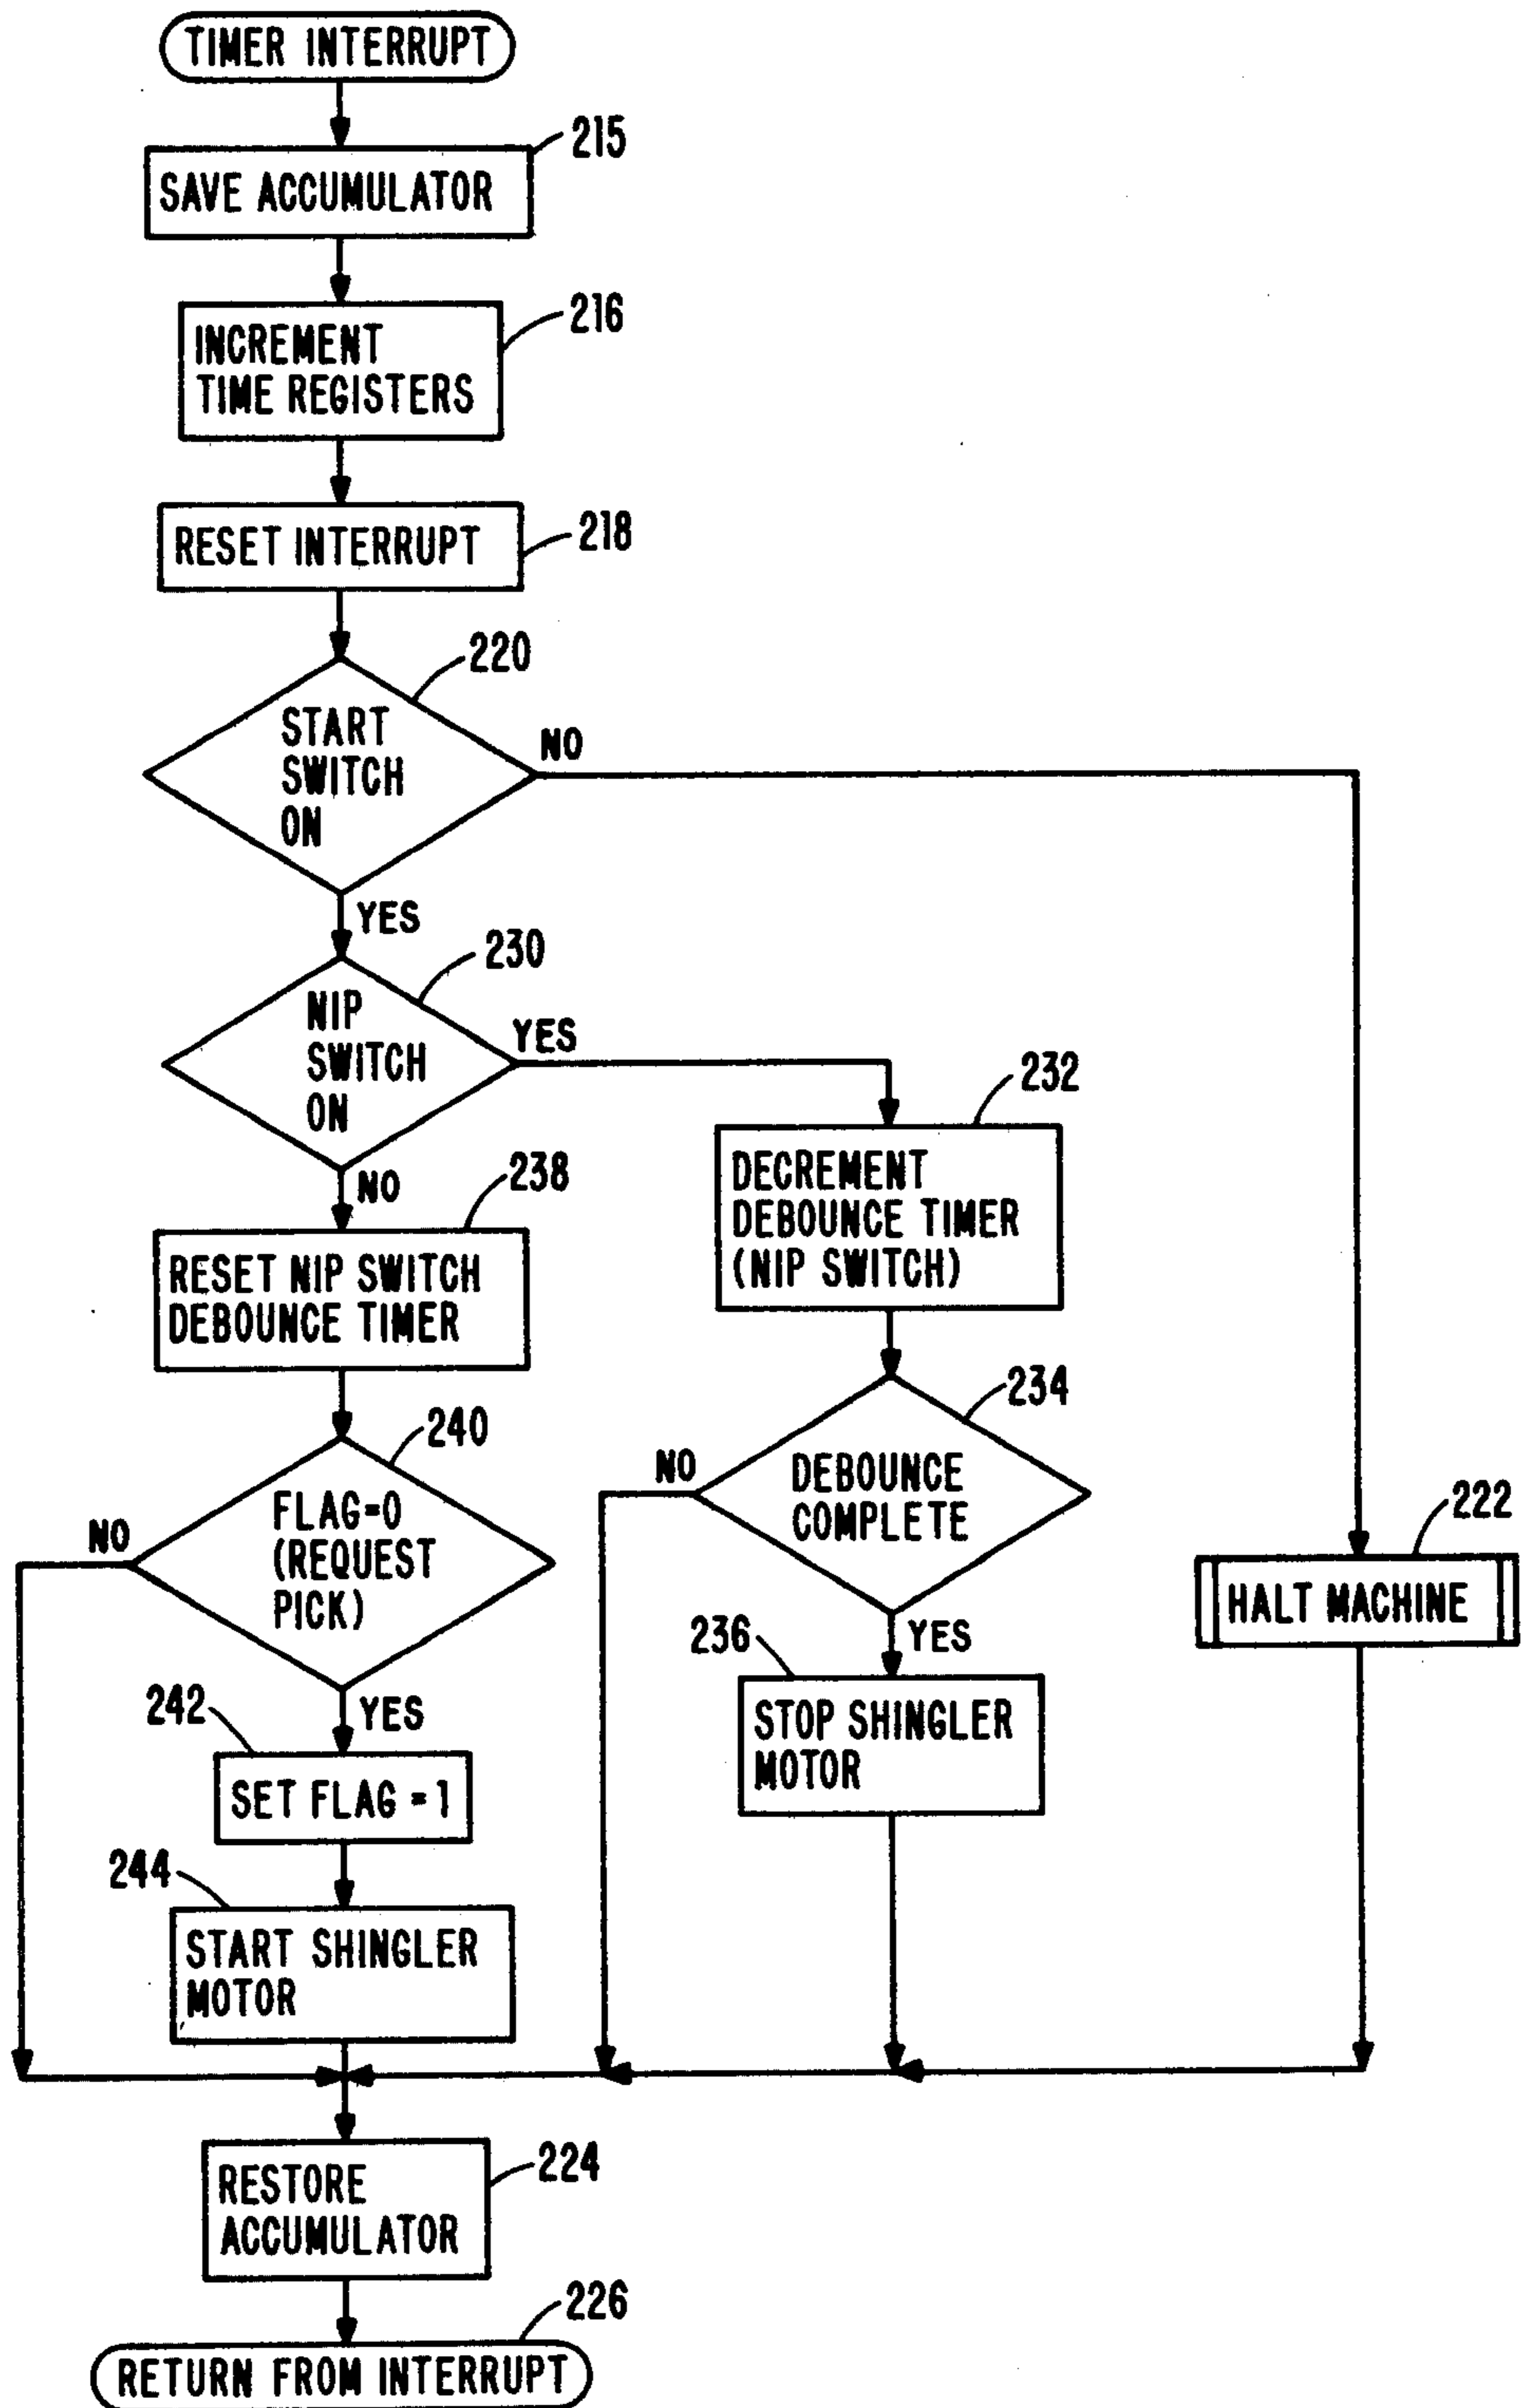 TIMER INTERRUPT
215
SAVE ACCUMULATOR
216
INCREMENT
TIME REGISTERS
218
RESET INTERRUPT
220
START
SWITCH
ON
NO
YES
230
NIP
SWITCH
ON
YES
NO
232
DECREMENT
DEBOUNCE TIMER
(NIP SWITCH)
238
RESET NIP SWITCH
DEBOUNCE TIMER
234
DEBOUNCE
COMPLETE
NO
YES
240
FLAG=0
(REQUEST
PICK)
NO
YES
222
HALT MACHINE
236
STOP SHINGLER
MOTOR
242
SET FLAG = 1
244
START SHINGLER
MOTOR
224
RESTORE
ACCUMULATOR
226
RETURN FROM INTERRUPT